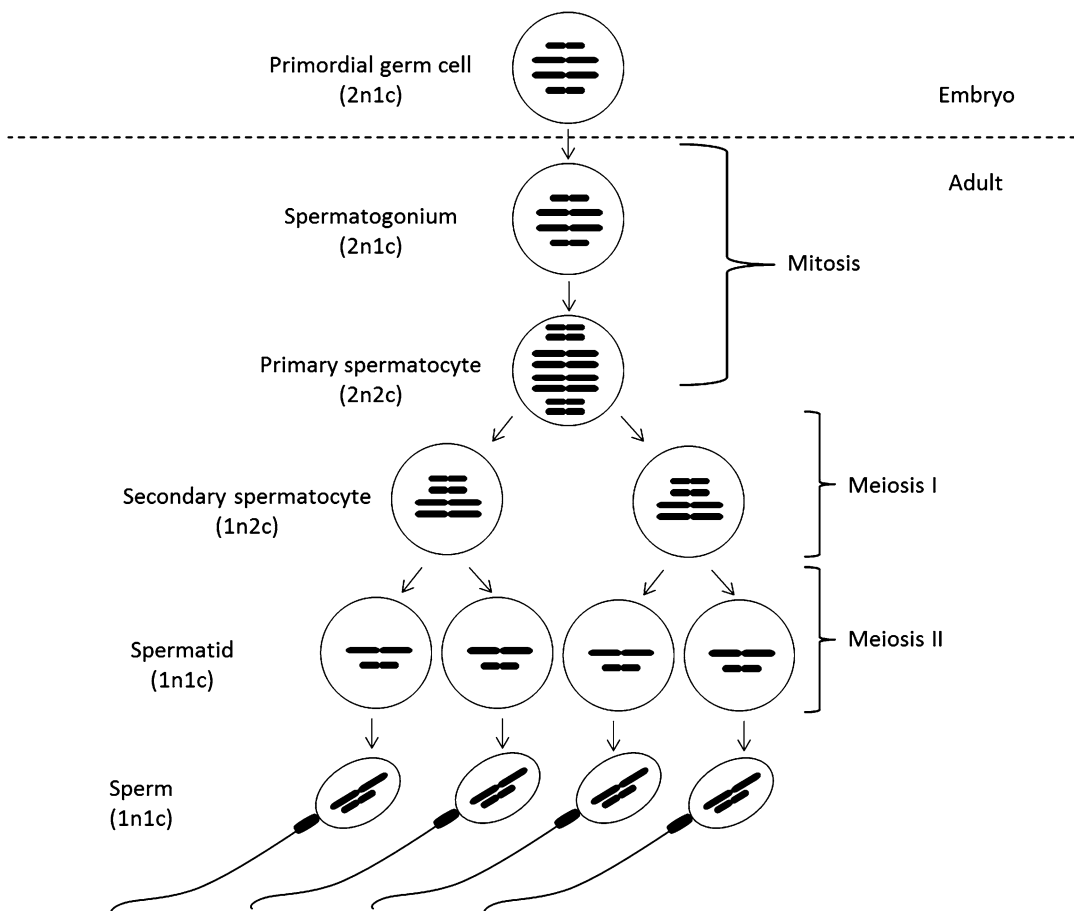 Primordial germ cell
(2n1c)
Embryo
Adult
Spermatogonium
(2n1c)
Mitosis
Primary spermatocyte
(2n2c)
Meiosis I
Secondary spermatocyte
(1n2c)
Meiosis II
Spermatid
(1n1c)
Sperm
(1n1c)